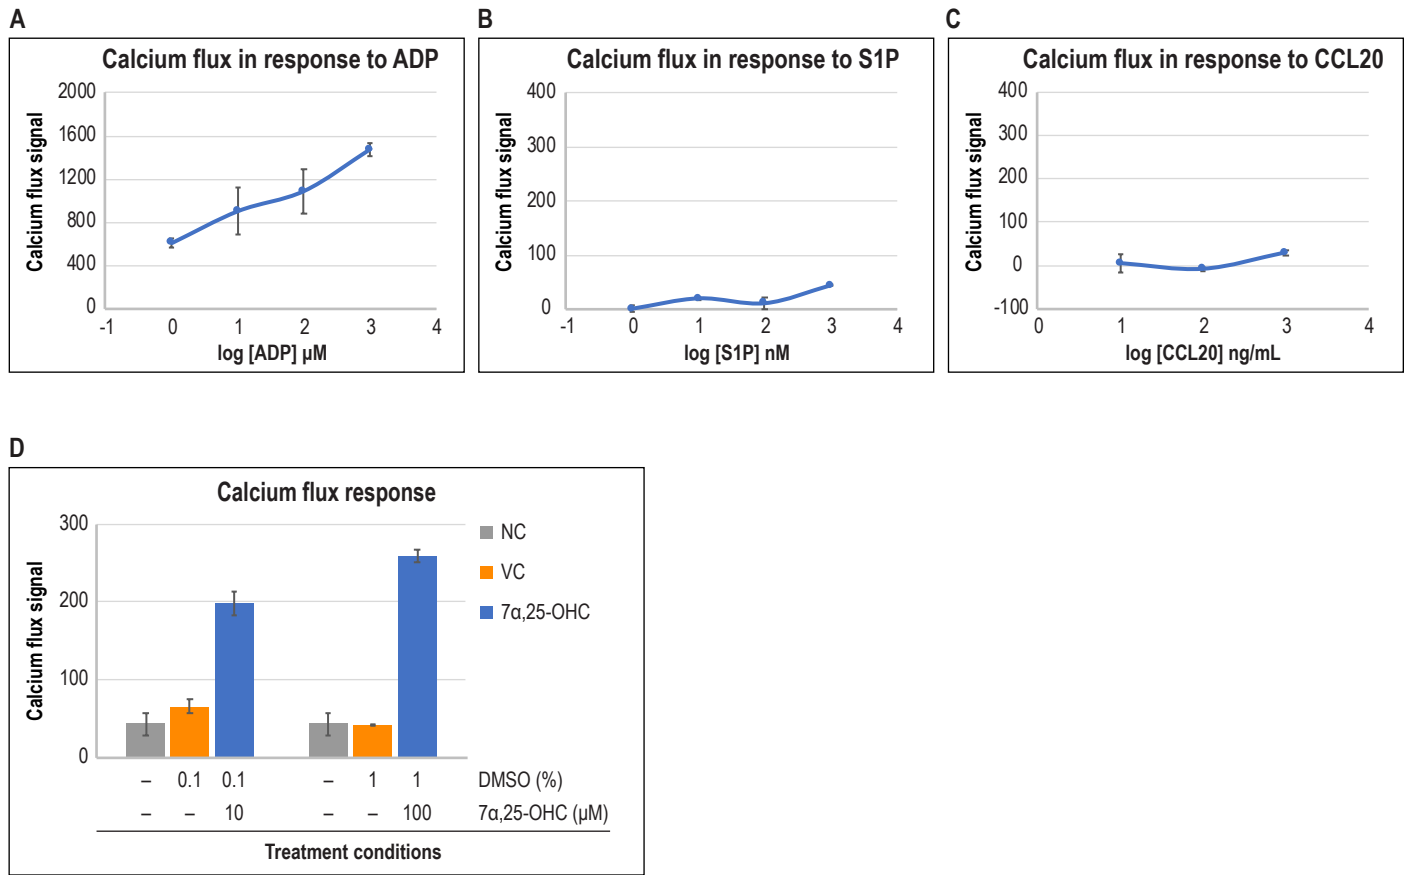 A
Calcium flux in response to ADP
Calcium flux signal
2000
1600
1200
800
400
0
-1 0 1 2 3 4
log [ADP] µM
B
Calcium flux in response to S1P
Calcium flux signal
400
300
200
100
0
-1 0 1 2 3 4
log [S1P] nM
C
Calcium flux in response to CCL20
Calcium flux signal
400
300
200
100
0
-100
0 1 2 3 4
log [CCL20] ng/mL
D
Calcium flux response
Calcium flux signal
300
200
100
0
NC
VC
7α,25-OHC
– 0.1 0.1 – 1 1 DMSO (%)
– – 10 – – 100 7α,25-OHC (µM)
Treatment conditions